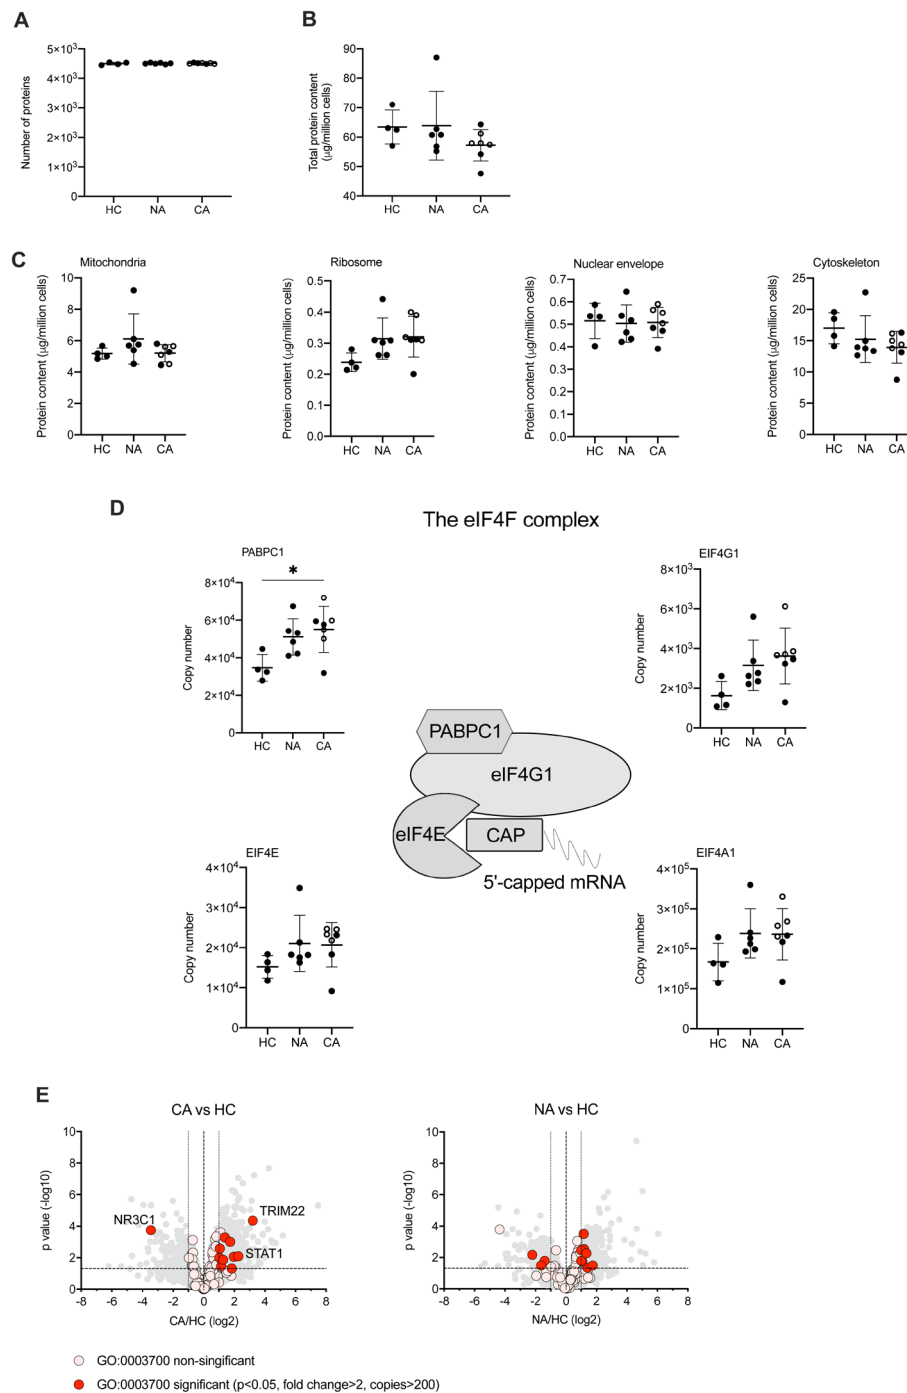 A
Number of proteins
5×10³
4×10³
3×10³
2×10³
1×10³
0
HC NA CA
B
Total protein content
(µg/million cells)
90
80
70
60
50
40
HC NA CA
C
Mitochondria
Protein content (µg/million cells)
10
8
6
4
2
0
HC NA CA
Ribosome
Protein content (µg/million cells)
0.5
0.4
0.3
0.2
0.1
0.0
HC NA CA
Nuclear envelope
Protein content (µg/million cells)
0.7
0.6
0.5
0.4
0.3
0.2
0.1
0.0
HC NA CA
Cytoskeleton
Protein content (µg/million cells)
25
20
15
10
5
0
HC NA CA
D
The eIF4F complex
PABPC1
Copy number
8×10⁴
6×10⁴
4×10⁴
2×10⁴
0
*
HC NA CA
EIF4G1
Copy number
8×10³
6×10³
4×10³
2×10³
0
HC NA CA
PABPC1
eIF4G1
eIF4E
CAP
5'-capped mRNA
EIF4E
Copy number
4×10⁴
3×10⁴
2×10⁴
1×10⁴
0
HC NA CA
EIF4A1
Copy number
4×10⁵
3×10⁵
2×10⁵
1×10⁵
0
HC NA CA
E
CA vs HC
p value (-log10)
10
8
6
4
2
0
NR3C1
TRIM22
STAT1
-8 -6 -4 -2 0 2 4 6 8
CA/HC (log2)
NA vs HC
p value (-log10)
10
8
6
4
2
0
-8 -6 -4 -2 0 2 4 6 8
NA/HC (log2)
GO:0003700 non-singificant
GO:0003700 significant (p<0.05, fold change>2, copies>200)